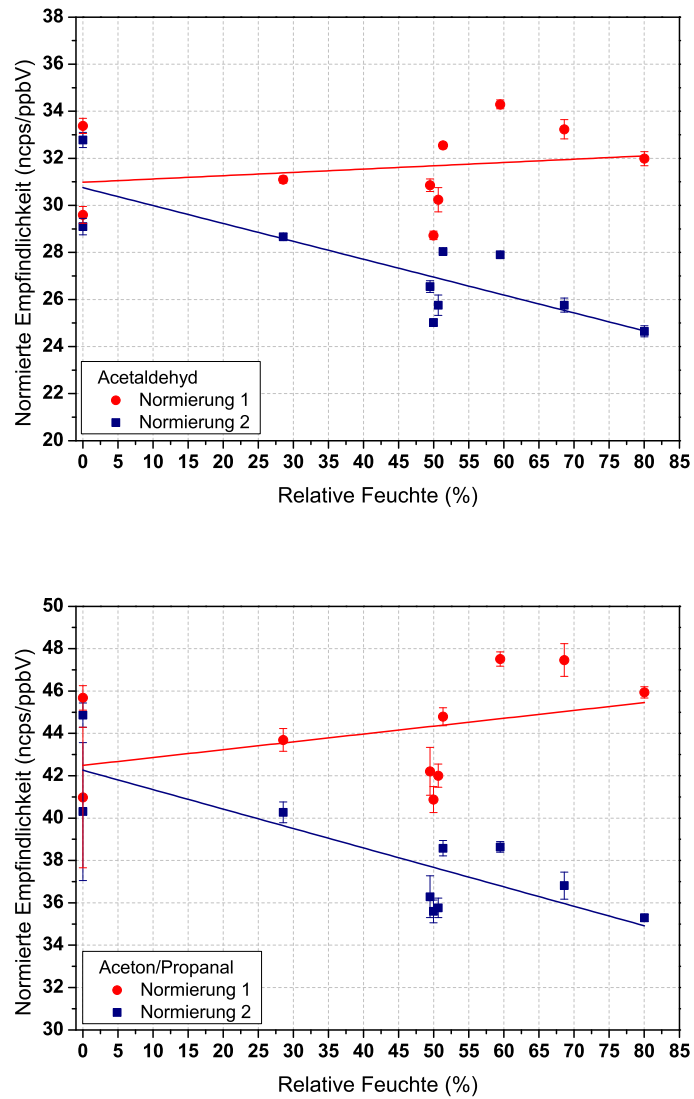 38
36
34
32
30
28
26
24
22
20
Normierte Empfindlichkeit (ncps/ppbV)
Acetaldehyd
Normierung 1
Normierung 2
0 5 10 15 20 25 30 35 40 45 50 55 60 65 70 75 80 85
Relative Feuchte (%)
50
48
46
44
42
40
38
36
34
32
30
Normierte Empfindlichkeit (ncps/ppbV)
Aceton/Propanal
Normierung 1
Normierung 2
0 5 10 15 20 25 30 35 40 45 50 55 60 65 70 75 80 85
Relative Feuchte (%)